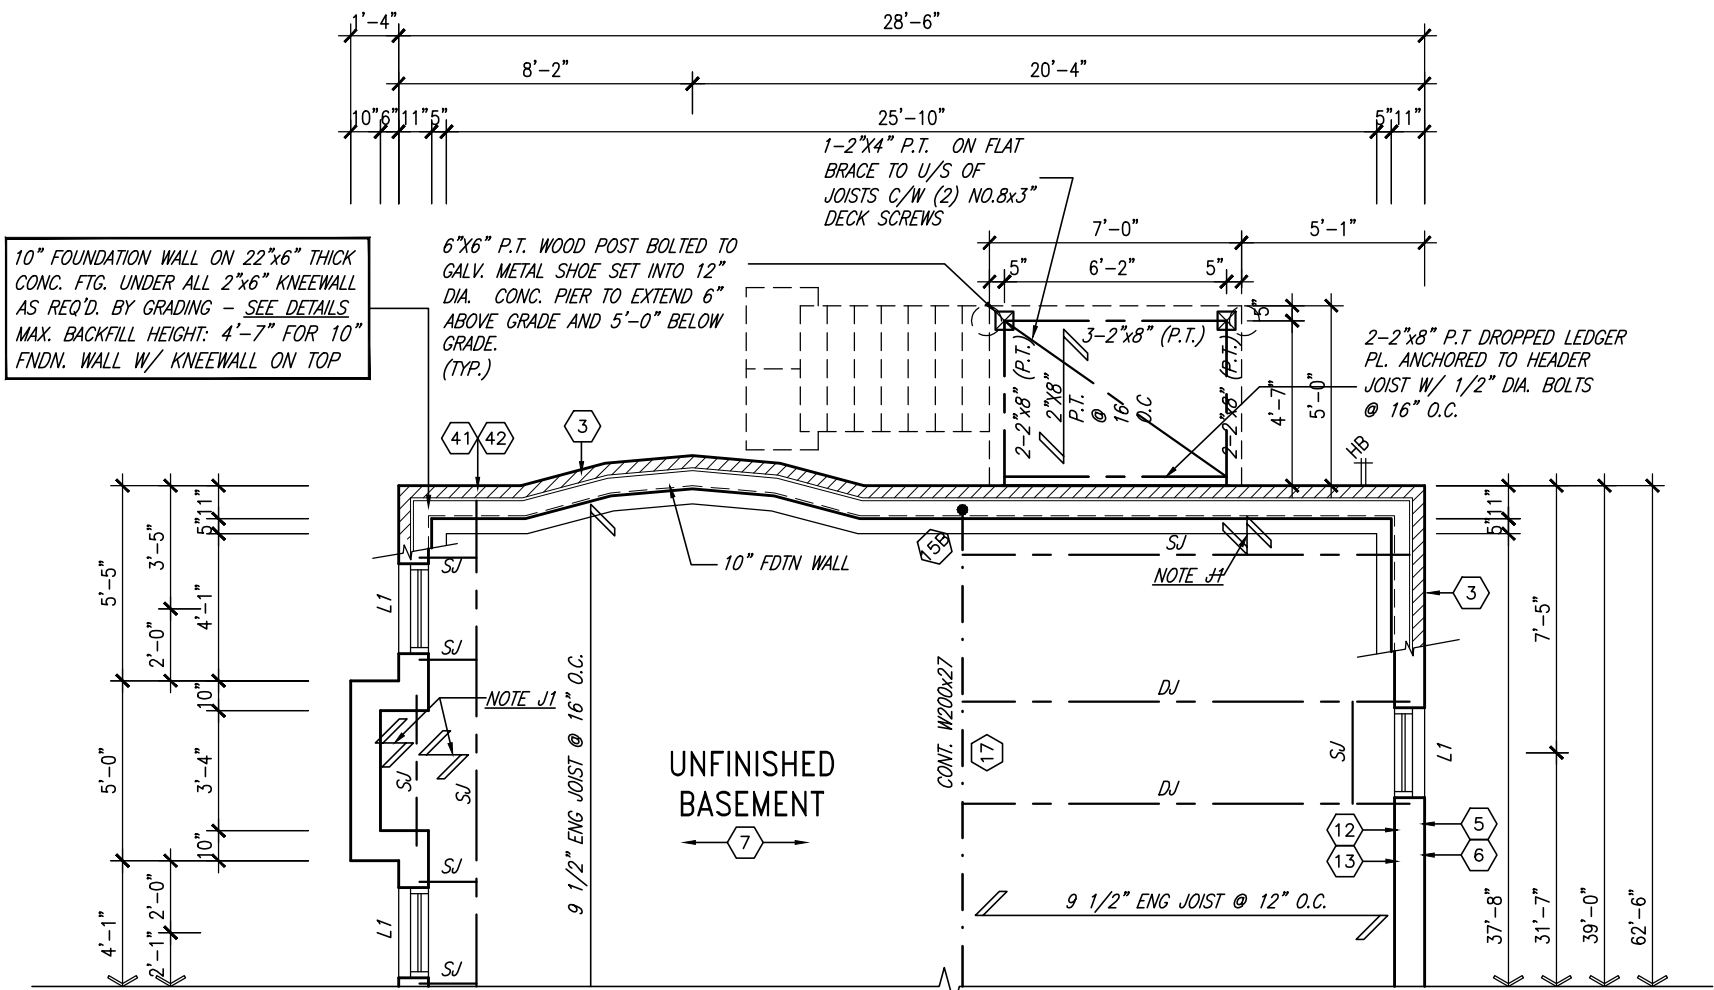 1'-4"
28'-6"
8'-2"
20'-4"
10"
6"
11"
5"
25'-10"
5"
11"
1-2"X4" P.T. ON FLAT
BRACE TO U/S OF
JOISTS C/W (2) NO.8x3"
DECK SCREWS
10" FOUNDATION WALL ON 22"x6" THICK
CONC. FTG. UNDER ALL 2"x6" KNEEWALL
AS REQ'D. BY GRADING - SEE DETAILS
MAX. BACKFILL HEIGHT: 4'-7" FOR 10"
FNDN. WALL W/ KNEEWALL ON TOP
6"X6" P.T. WOOD POST BOLTED TO
GALV. METAL SHOE SET INTO 12"
DIA. CONC. PIER TO EXTEND 6"
ABOVE GRADE AND 5'-0" BELOW
GRADE.
(TYP.)
7'-0"
5'-1"
5"
6'-2"
5"
3-2"x8" (P.T.)
2-2"x8" (P.T.)
2"x8"
P.T.
@
16"
O.C
2-2"x8" (P.T.)
5"
4'-7"
5'-0"
2-2"x8" P.T DROPPED LEDGER
PL. ANCHORED TO HEADER
JOIST W/ 1/2" DIA. BOLTS
@ 16" O.C.
HB
41
42
3
10" FDTN WALL
15B
SJ
NOTE J1
3
5'-5"
3'-5"
2'-0"
5"
11"
4'-1"
10"
5'-0"
3'-4"
10"
4'-1"
2'-0"
2'-1"
L1
SJ
SJ
NOTE J1
SJ
SJ
SJ
L1
SJ
9 1/2" ENG JOIST @ 16" O.C.
UNFINISHED
BASEMENT
7
CONT. W200x27
17
DJ
DJ
SJ
L1
12
13
5
6
9 1/2" ENG JOIST @ 12" O.C.
5"
11"
7'-5"
37'-8"
31'-7"
39'-0"
62'-6"